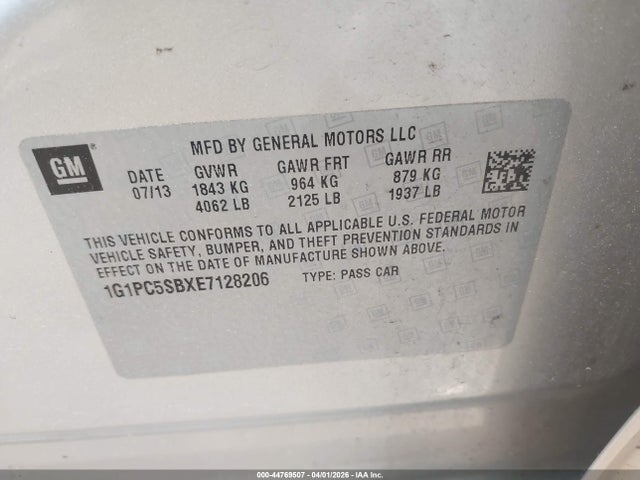 GM
MFD BY GENERAL MOTORS LLC
DATE GVWR GAWR FRT GAWR RR
07/13 1843 KG 964 KG 879 KG
4062 LB 2125 LB 1937 LB
THIS VEHICLE CONFORMS TO ALL APPLICABLE U.S. FEDERAL MOTOR
VEHICLE SAFETY, BUMPER, AND THEFT PREVENTION STANDARDS IN
EFFECT ON THE DATE OF MANUFACTURE SHOWN ABOVE.
1G1PC5SBXE7128206 TYPE: PASS CAR
000-44769507 - 04/01/2026 - IAA Inc.